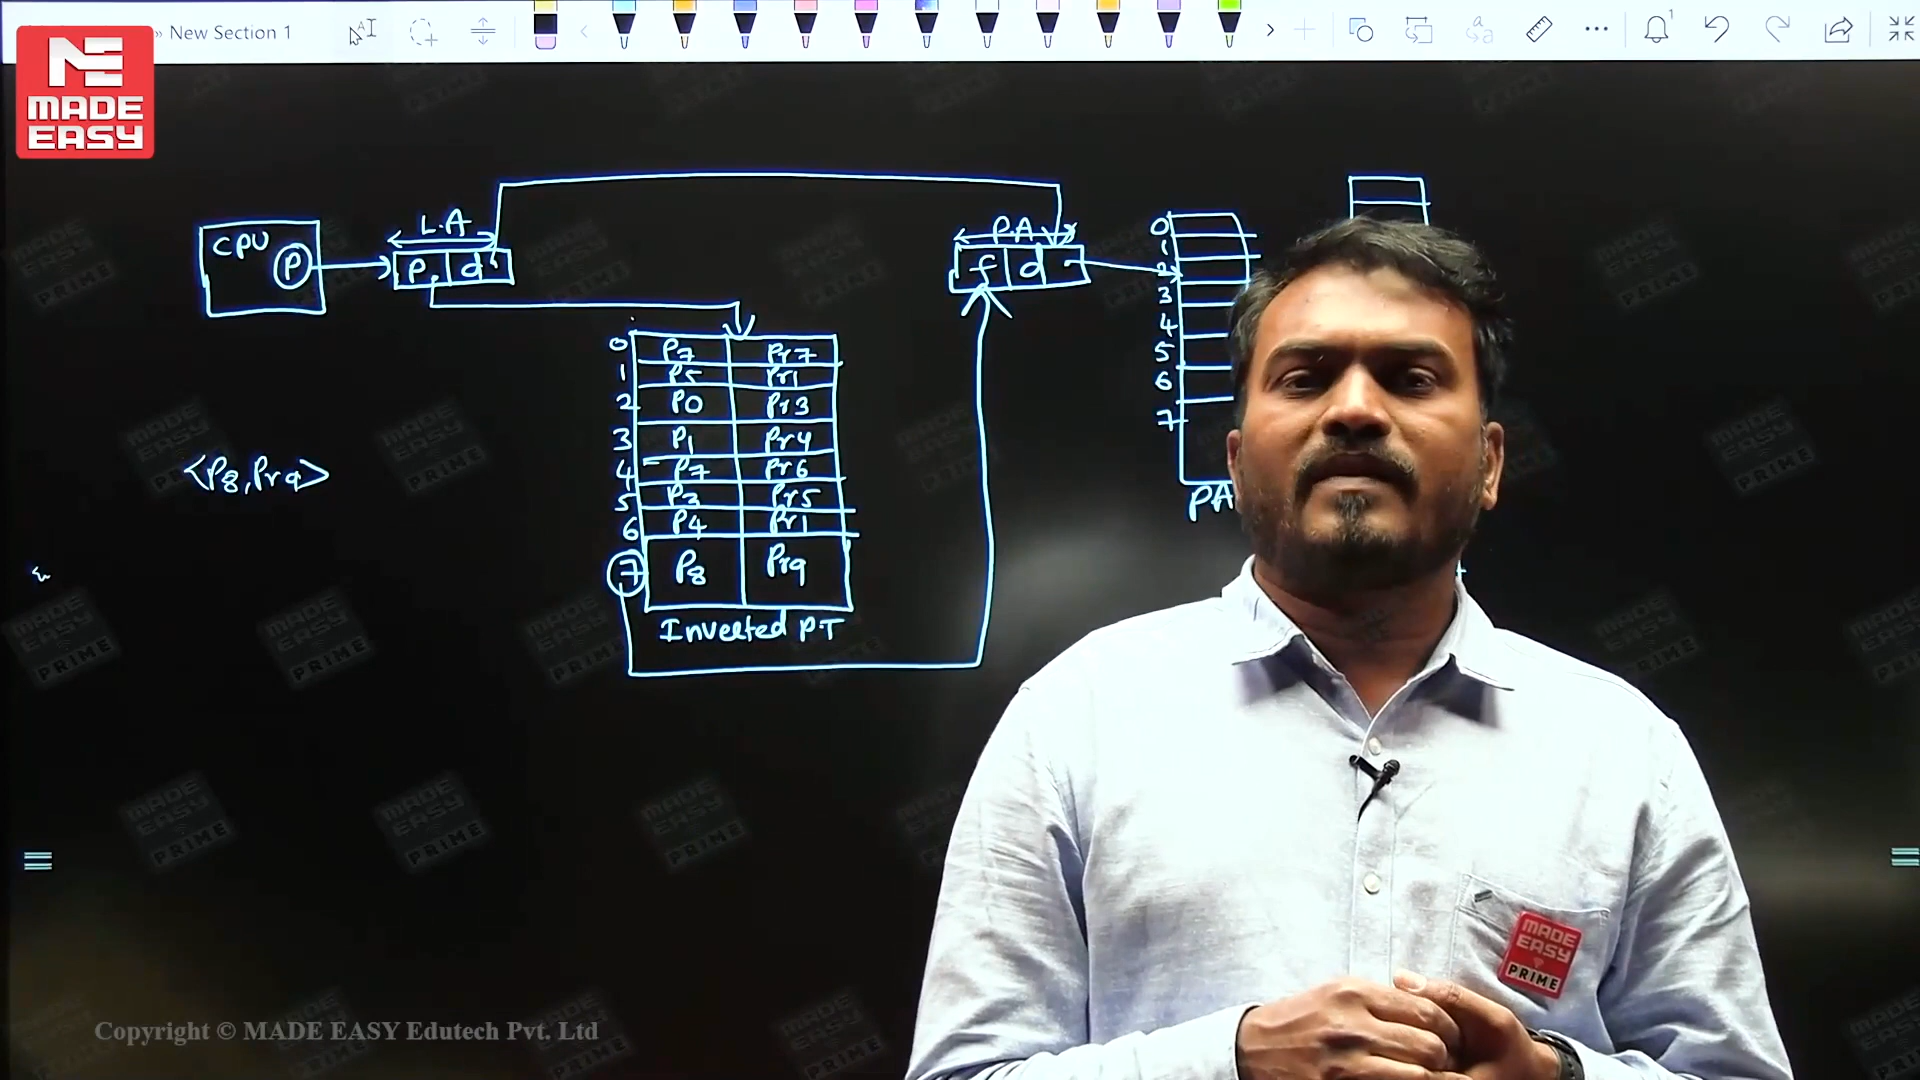 New Section 1
MADE
EASY
L.A
P.A
CPU
P
P d
f d
0
1
2
3
4
5
6
7
PA
0 P7 Pr7
1 P5 Pr1
2 P0 Pr3
3 P1 Pr4
4 P7 Pr6
5 P3 Pr5
6 P4 Pr1
7 P8 Pr9
Inverted PT
<P8, Pr9>
MADE
EASY
PRIME
Copyright © MADE EASY Edutech Pvt. Ltd